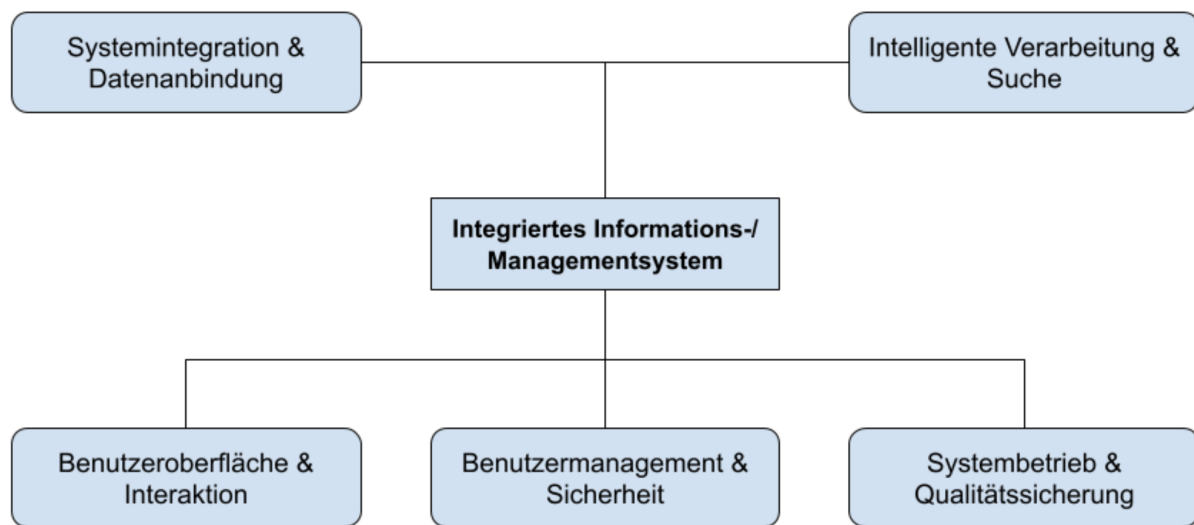 Systemintegration &
Datenanbindung
Intelligente Verarbeitung &
Suche
Integriertes Informations-/
Managementsystem
Benutzeroberfläche &
Interaktion
Benutzermanagement &
Sicherheit
Systembetrieb &
Qualitätssicherung